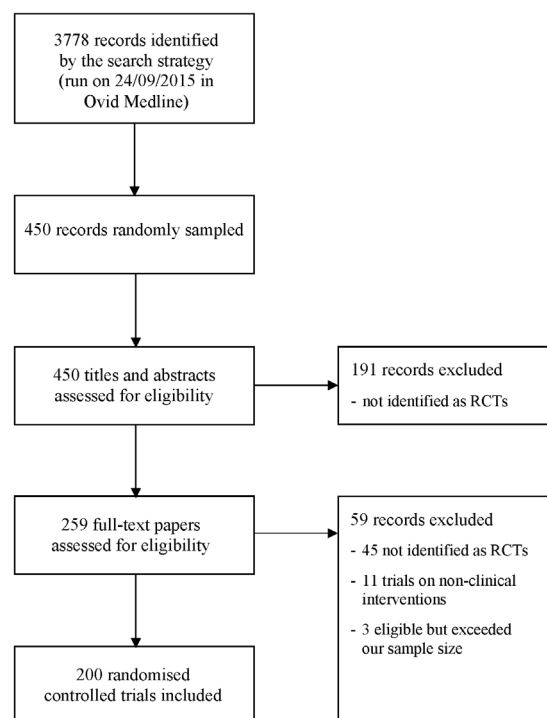 3778 records identified
by the search strategy
(run on 24/09/2015 in
Ovid Medline)
450 records randomly sampled
450 titles and abstracts
assessed for eligibility
191 records excluded
- not identified as RCTs
259 full-text papers
assessed for eligibility
59 records excluded
- 45 not identified as RCTs
- 11 trials on non-clinical
interventions
- 3 eligible but exceeded
our sample size
200 randomised
controlled trials included